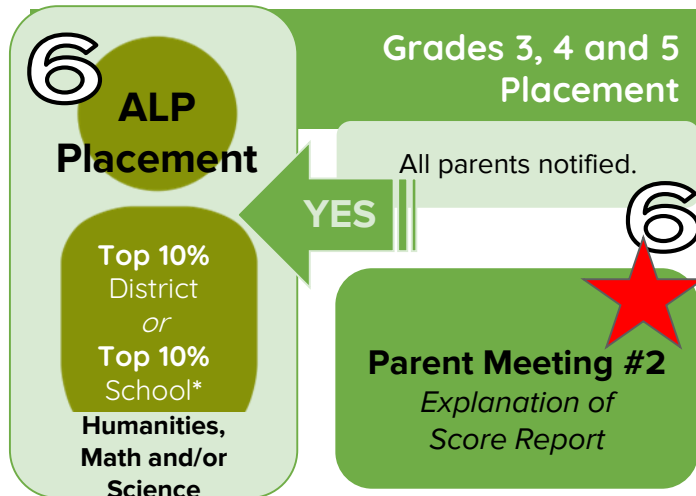 6
ALP
Placement
Top 10%
District
or
Top 10%
School*
Humanities,
Math and/or
Science
Grades 3, 4 and 5
Placement
All parents notified.
YES
6
Parent Meeting #2
Explanation of
Score Report